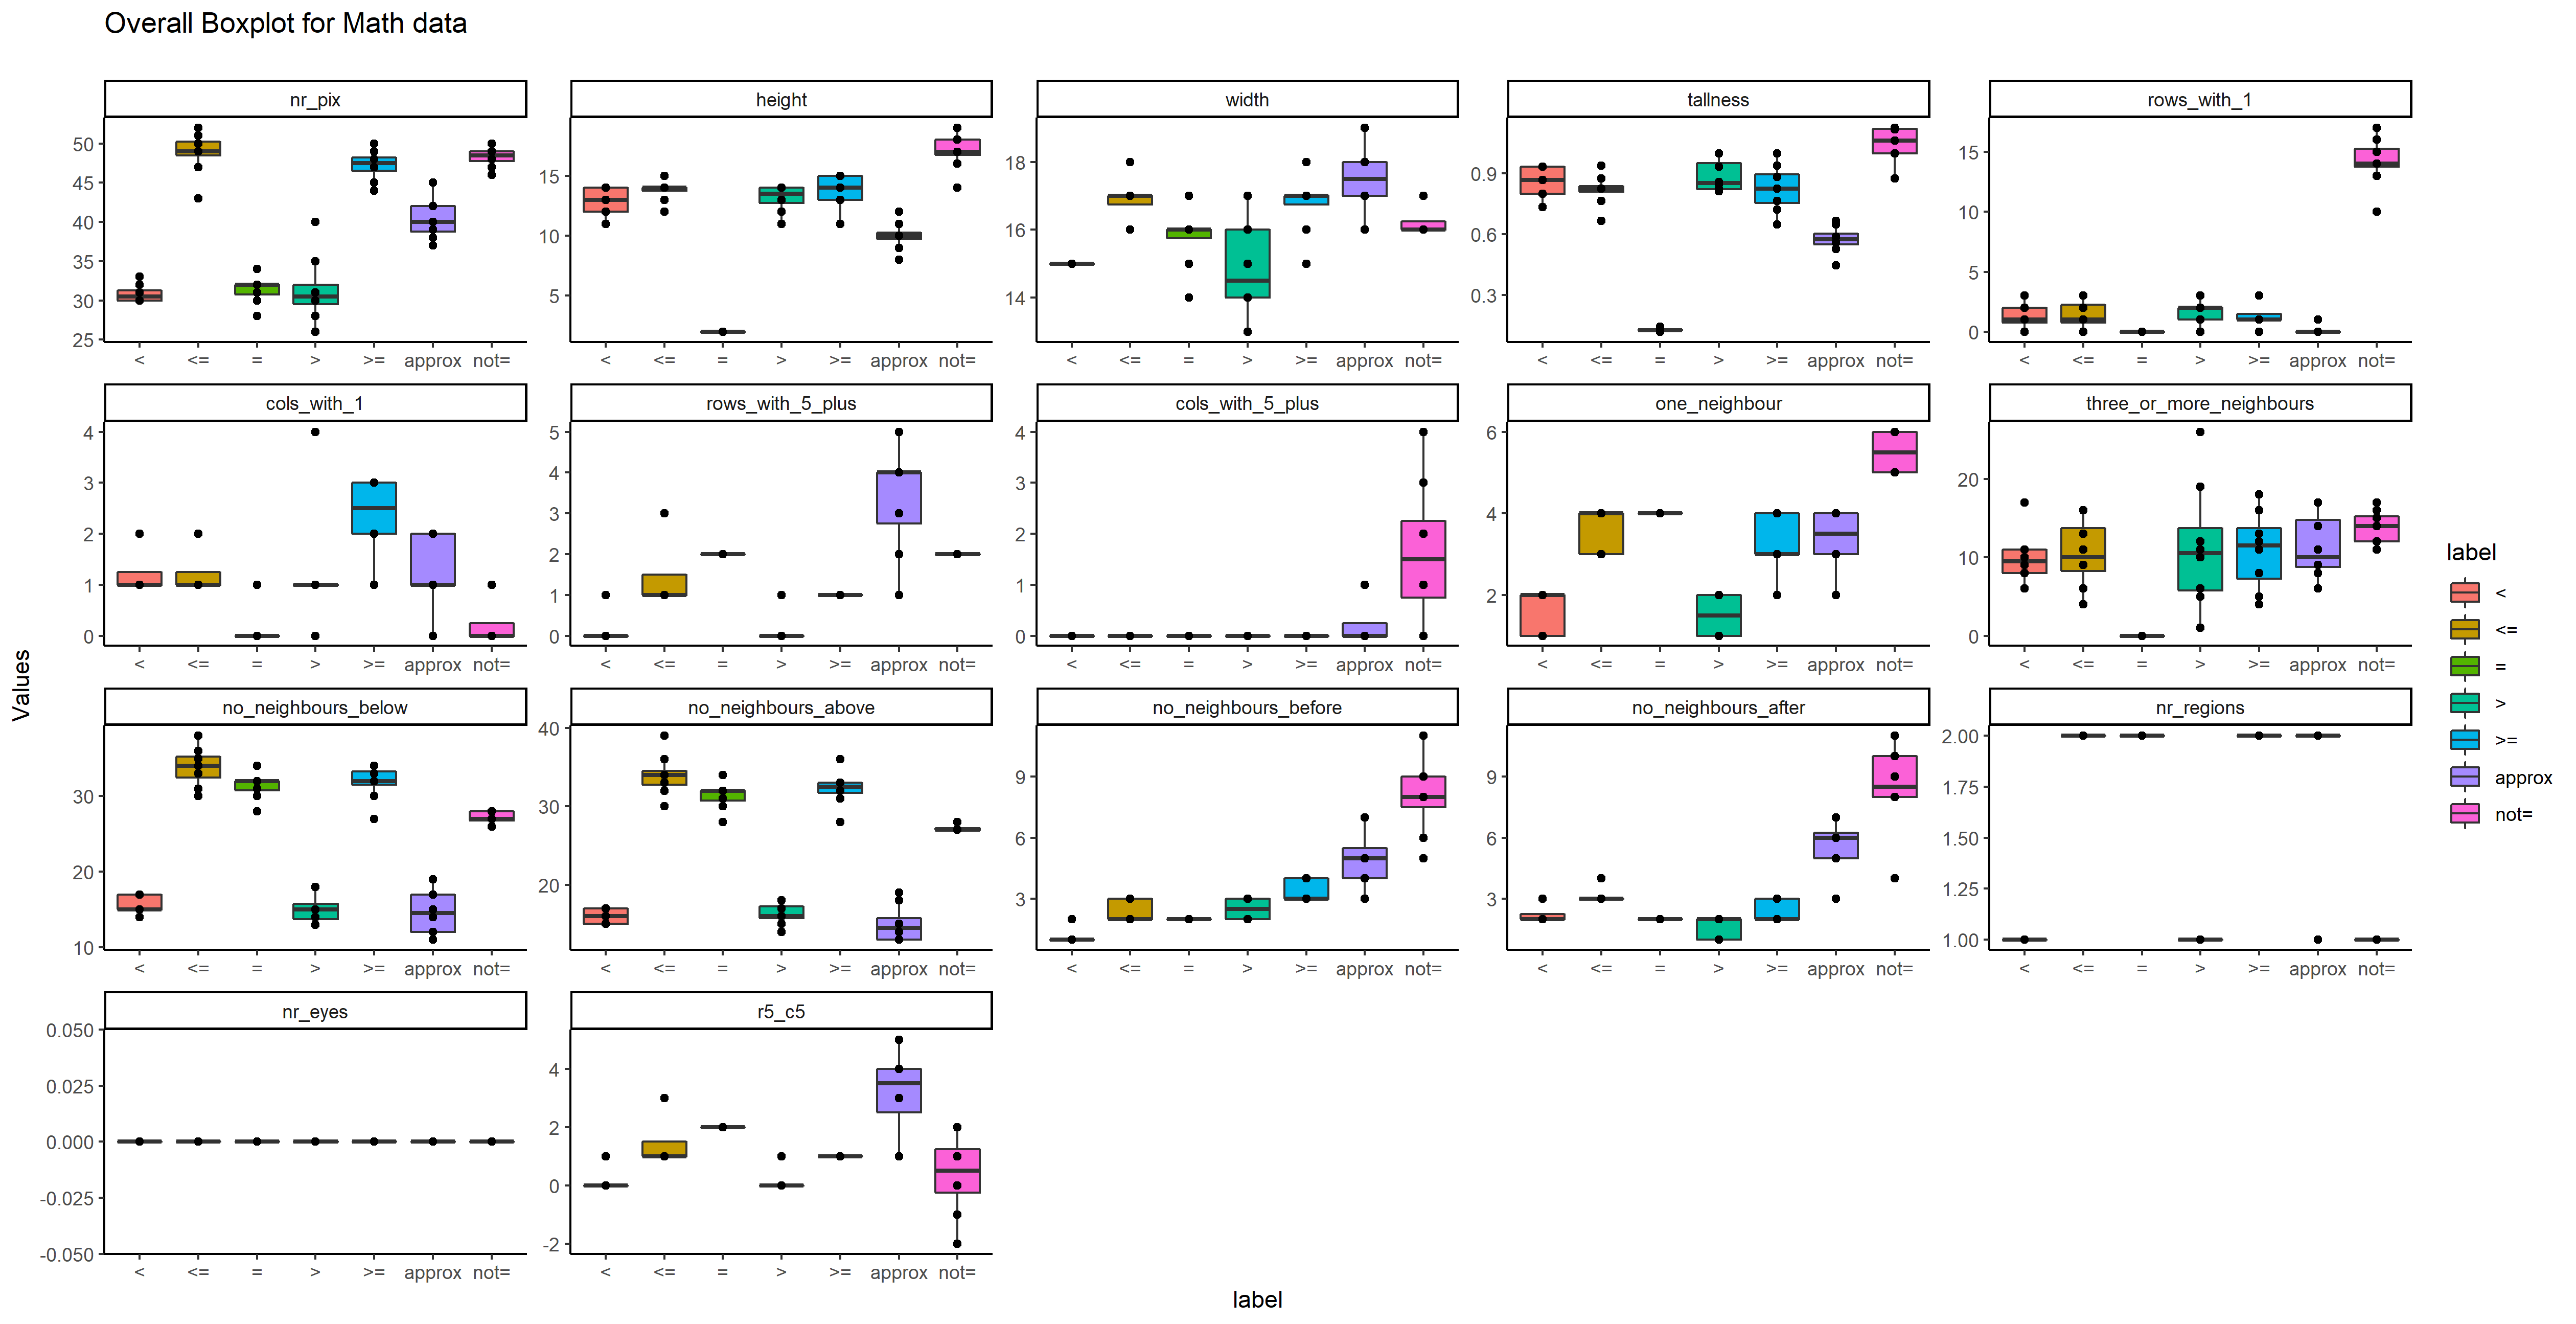 Overall Boxplot for Math data
nr_pix height width tallness rows_with_1
50 45 40 35 30 25
15 10 5
18 16 14
0.9 0.6 0.3
15 10 5 0
< <= = > >= approx not=
< <= = > >= approx not=
< <= = > >= approx not=
< <= = > >= approx not=
< <= = > >= approx not=
cols_with_1 rows_with_5_plus cols_with_5_plus one_neighbour three_or_more_neighbours
4 3 2 1 0
5 4 3 2 1 0
4 3 2 1 0
6 4 2
20 10 0
< <= = > >= approx not=
< <= = > >= approx not=
< <= = > >= approx not=
< <= = > >= approx not=
< <= = > >= approx not=
no_neighbours_below no_neighbours_above no_neighbours_before no_neighbours_after nr_regions
30 20 10
40 30 20
9 6 3
9 6 3
2.00 1.75 1.50 1.25 1.00
< <= = > >= approx not=
< <= = > >= approx not=
< <= = > >= approx not=
< <= = > >= approx not=
< <= = > >= approx not=
nr_eyes r5_c5
0.050 0.025 0.000 -0.025 -0.050
4 2 0 -2
< <= = > >= approx not=
< <= = > >= approx not=
Values
label
label
<
<=
=
>
>=
approx
not=